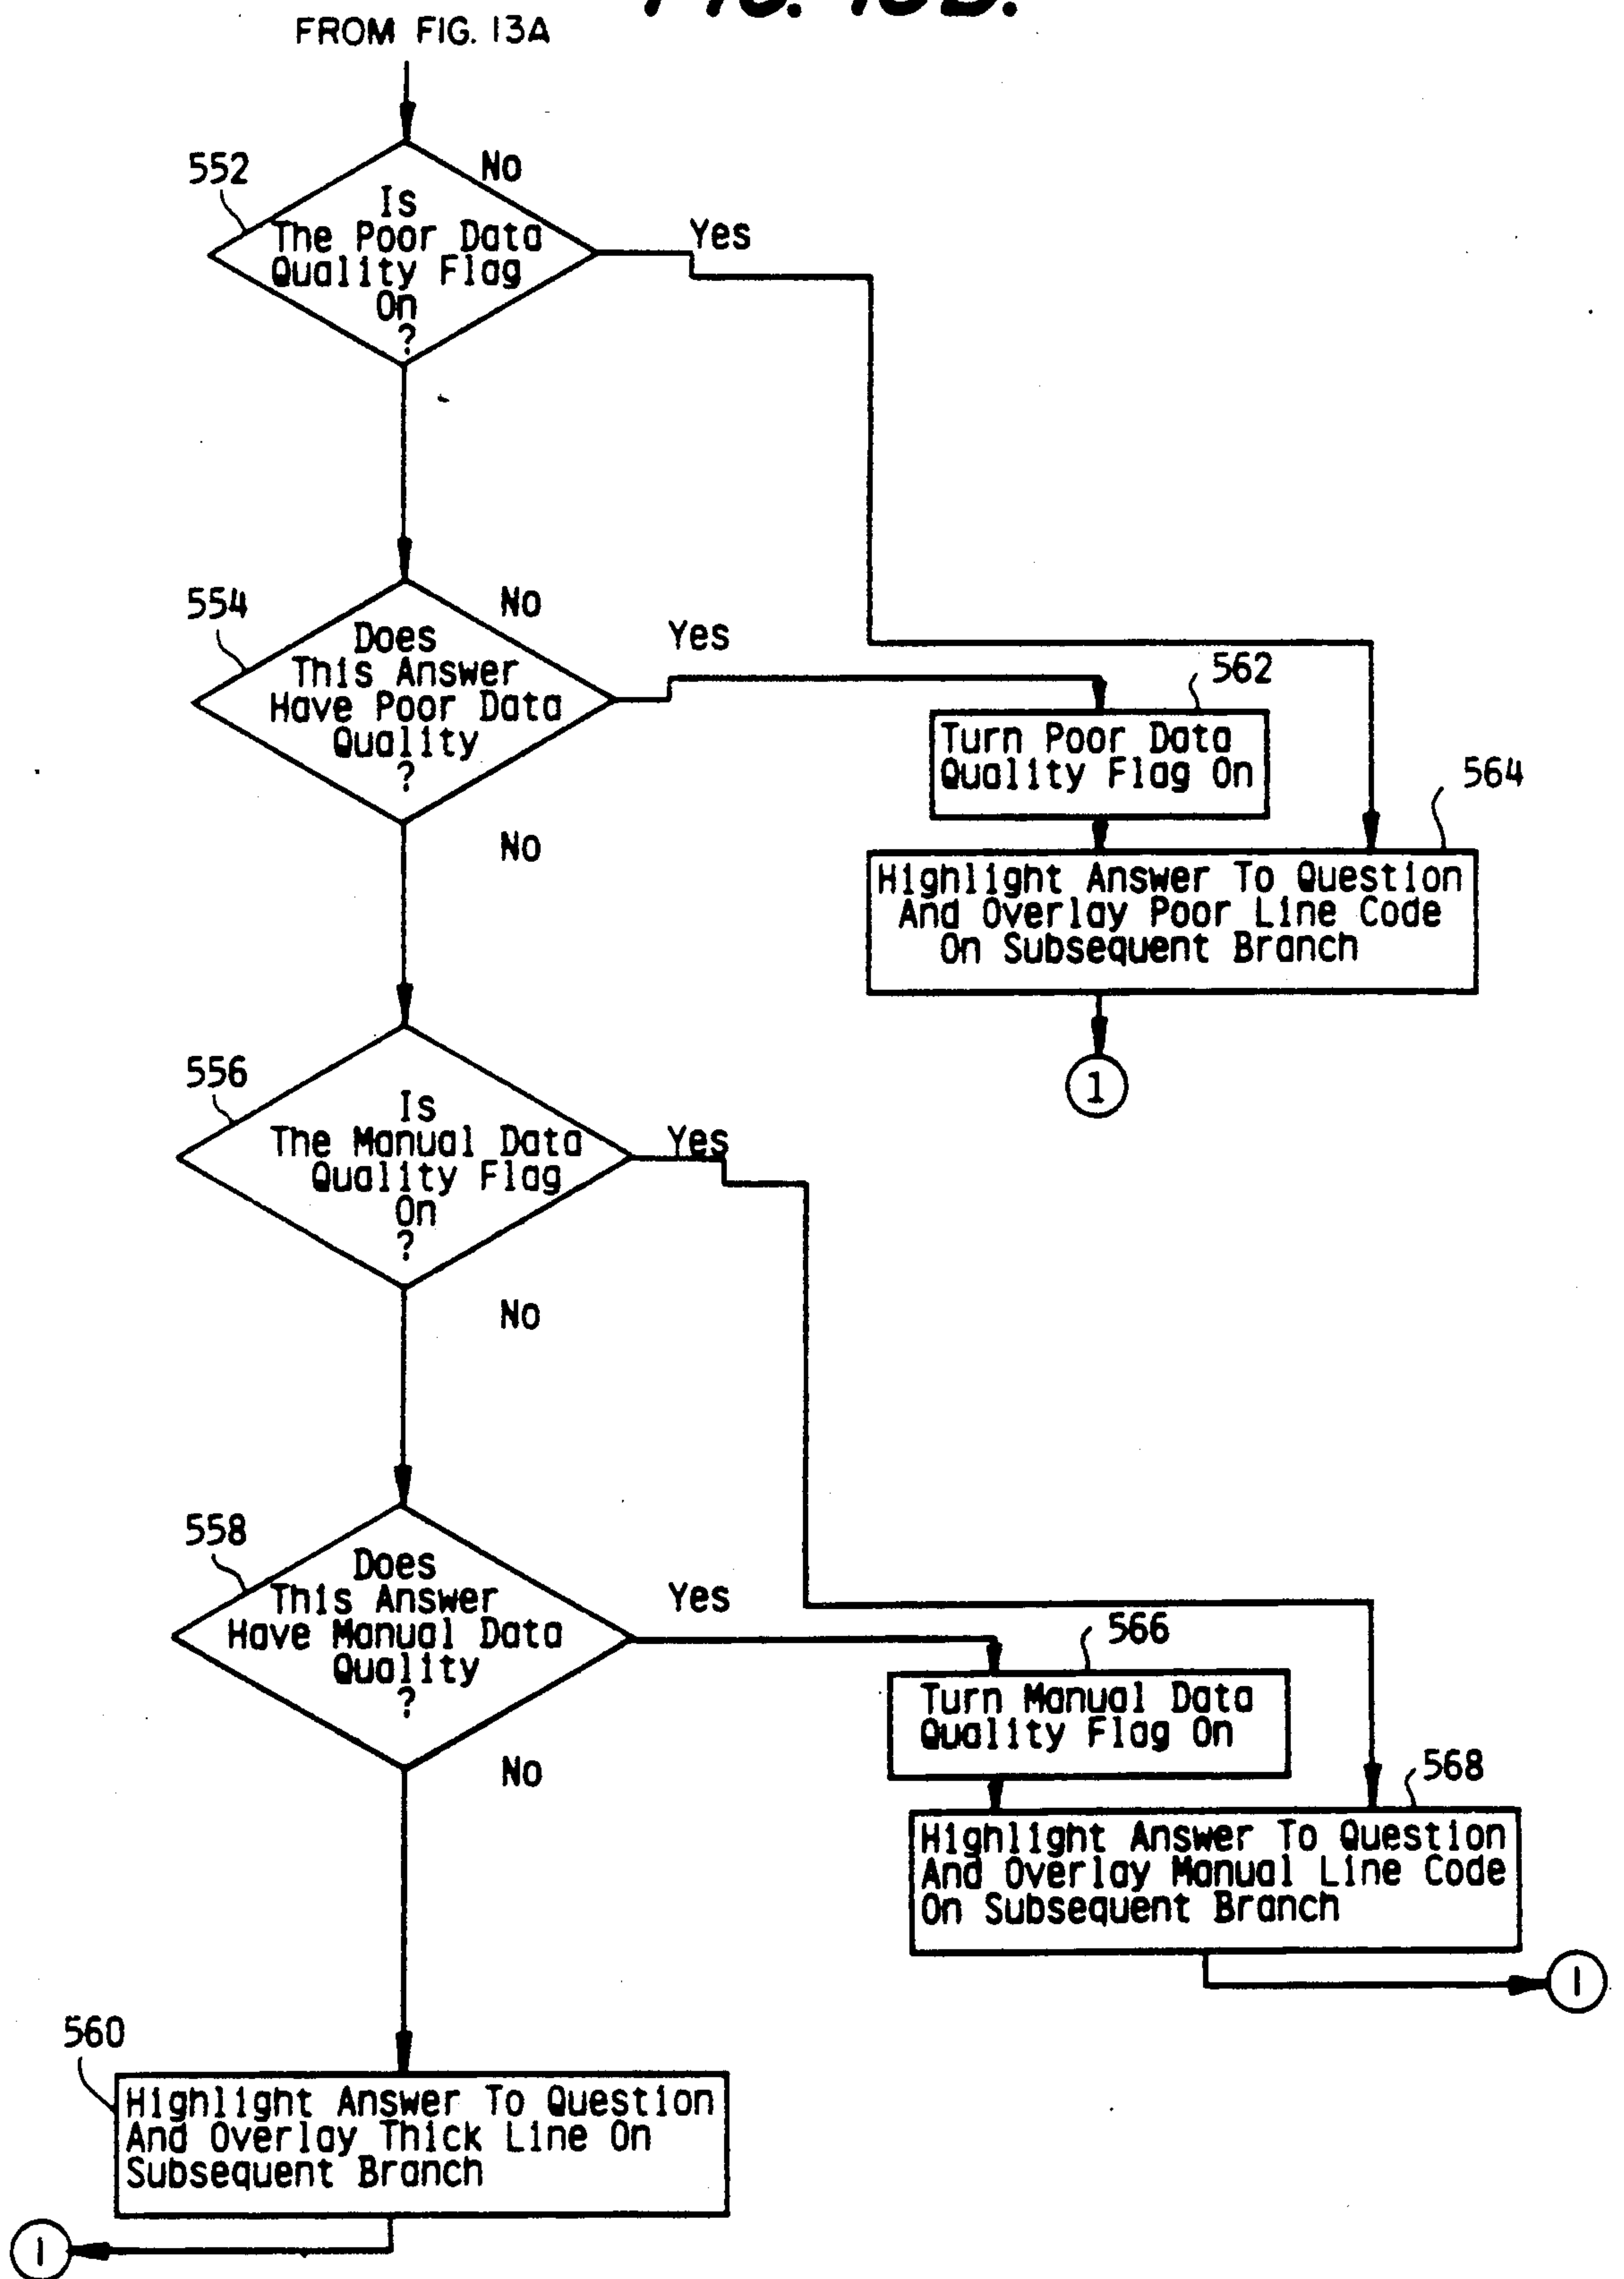 FROM FIG. 13A
552
No
Is
The Poor Data
Quality Flag
On
?
Yes
554
No
Does
This Answer
Have Poor Data
Quality
?
Yes
No
562
Turn Poor Data
Quality Flag On
564
Highlight Answer To Question
And Overlay Poor Line Code
On Subsequent Branch
1
556
Is
The Manual Data
Quality Flag
On
?
Yes
No
558
Does
This Answer
Have Manual Data
Quality
?
Yes
No
566
Turn Manual Data
Quality Flag On
568
Highlight Answer To Question
And Overlay Manual Line Code
On Subsequent Branch
1
560
Highlight Answer To Question
And Overlay Thick Line On
Subsequent Branch
1